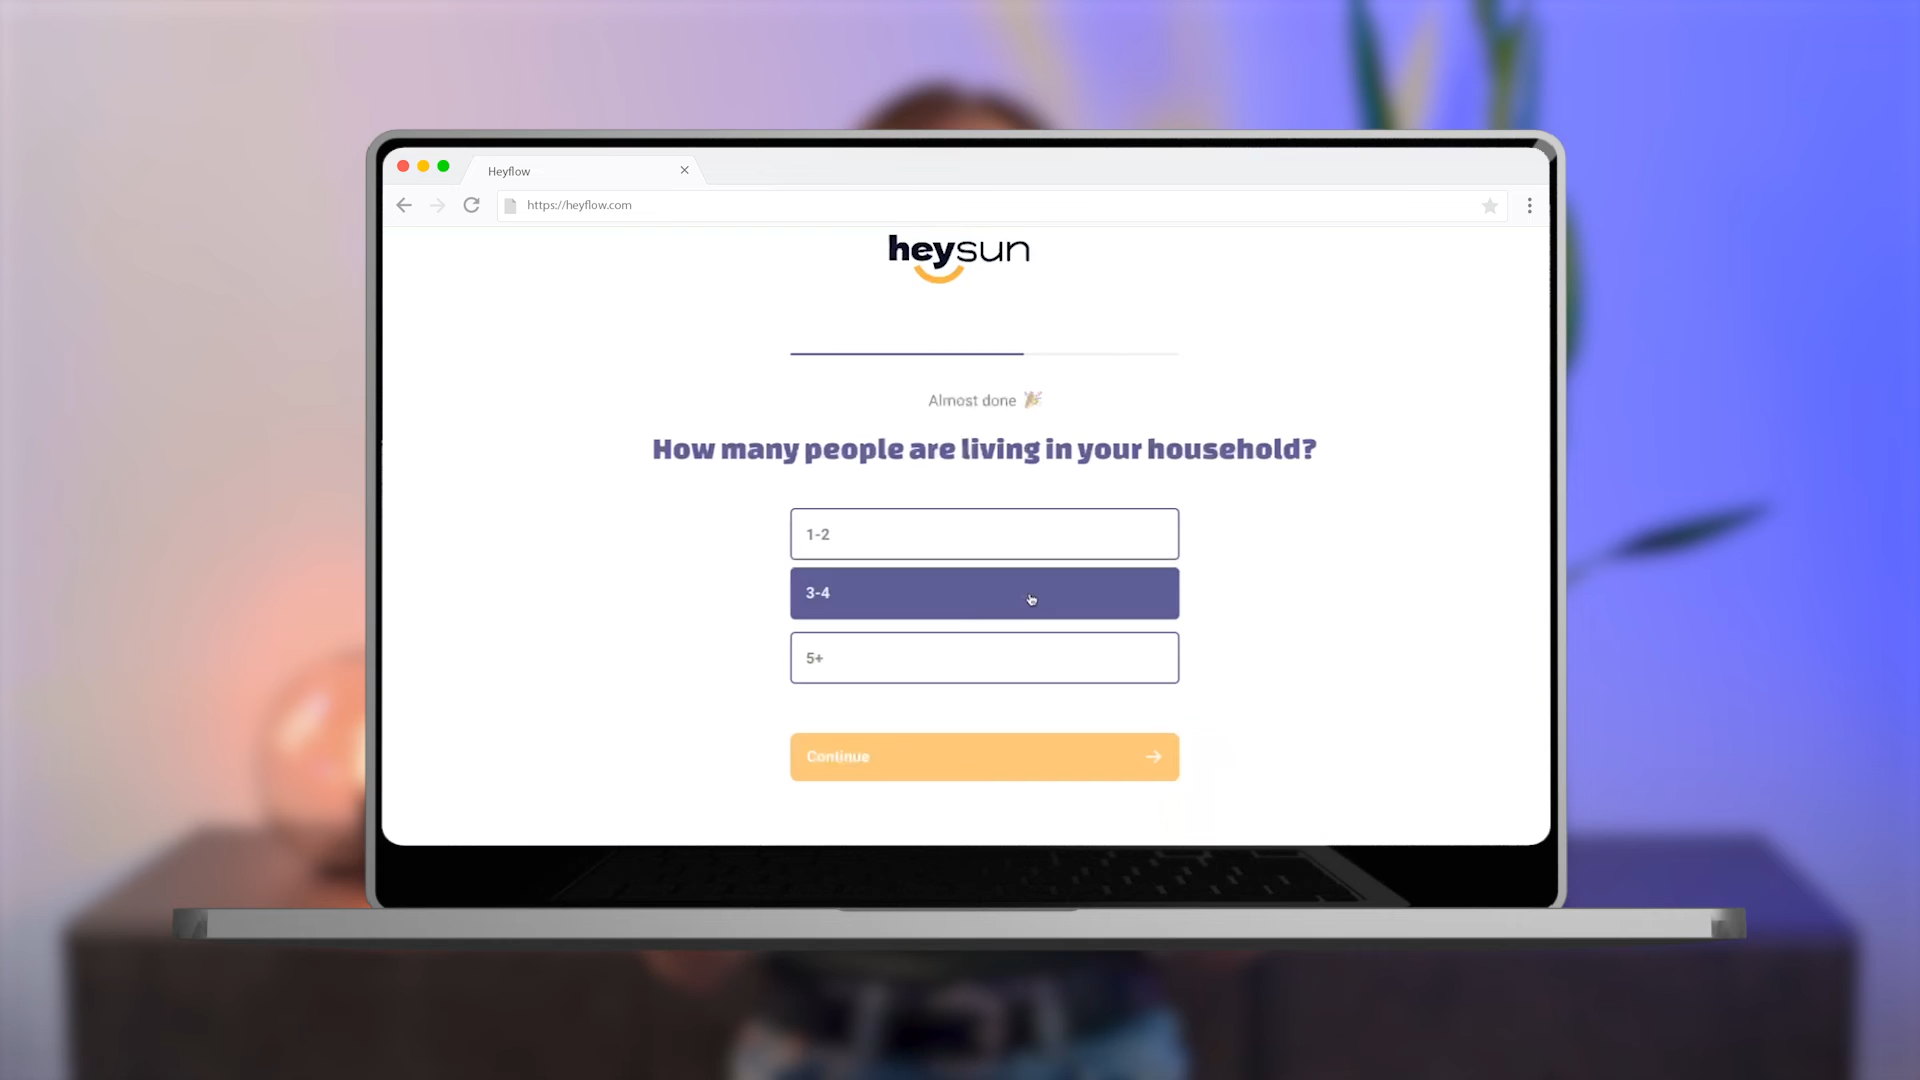 Heyflow
https://heyflow.com
heysun
Almost done
How many people are living in your household?
1-2
3-4
5+
Continue